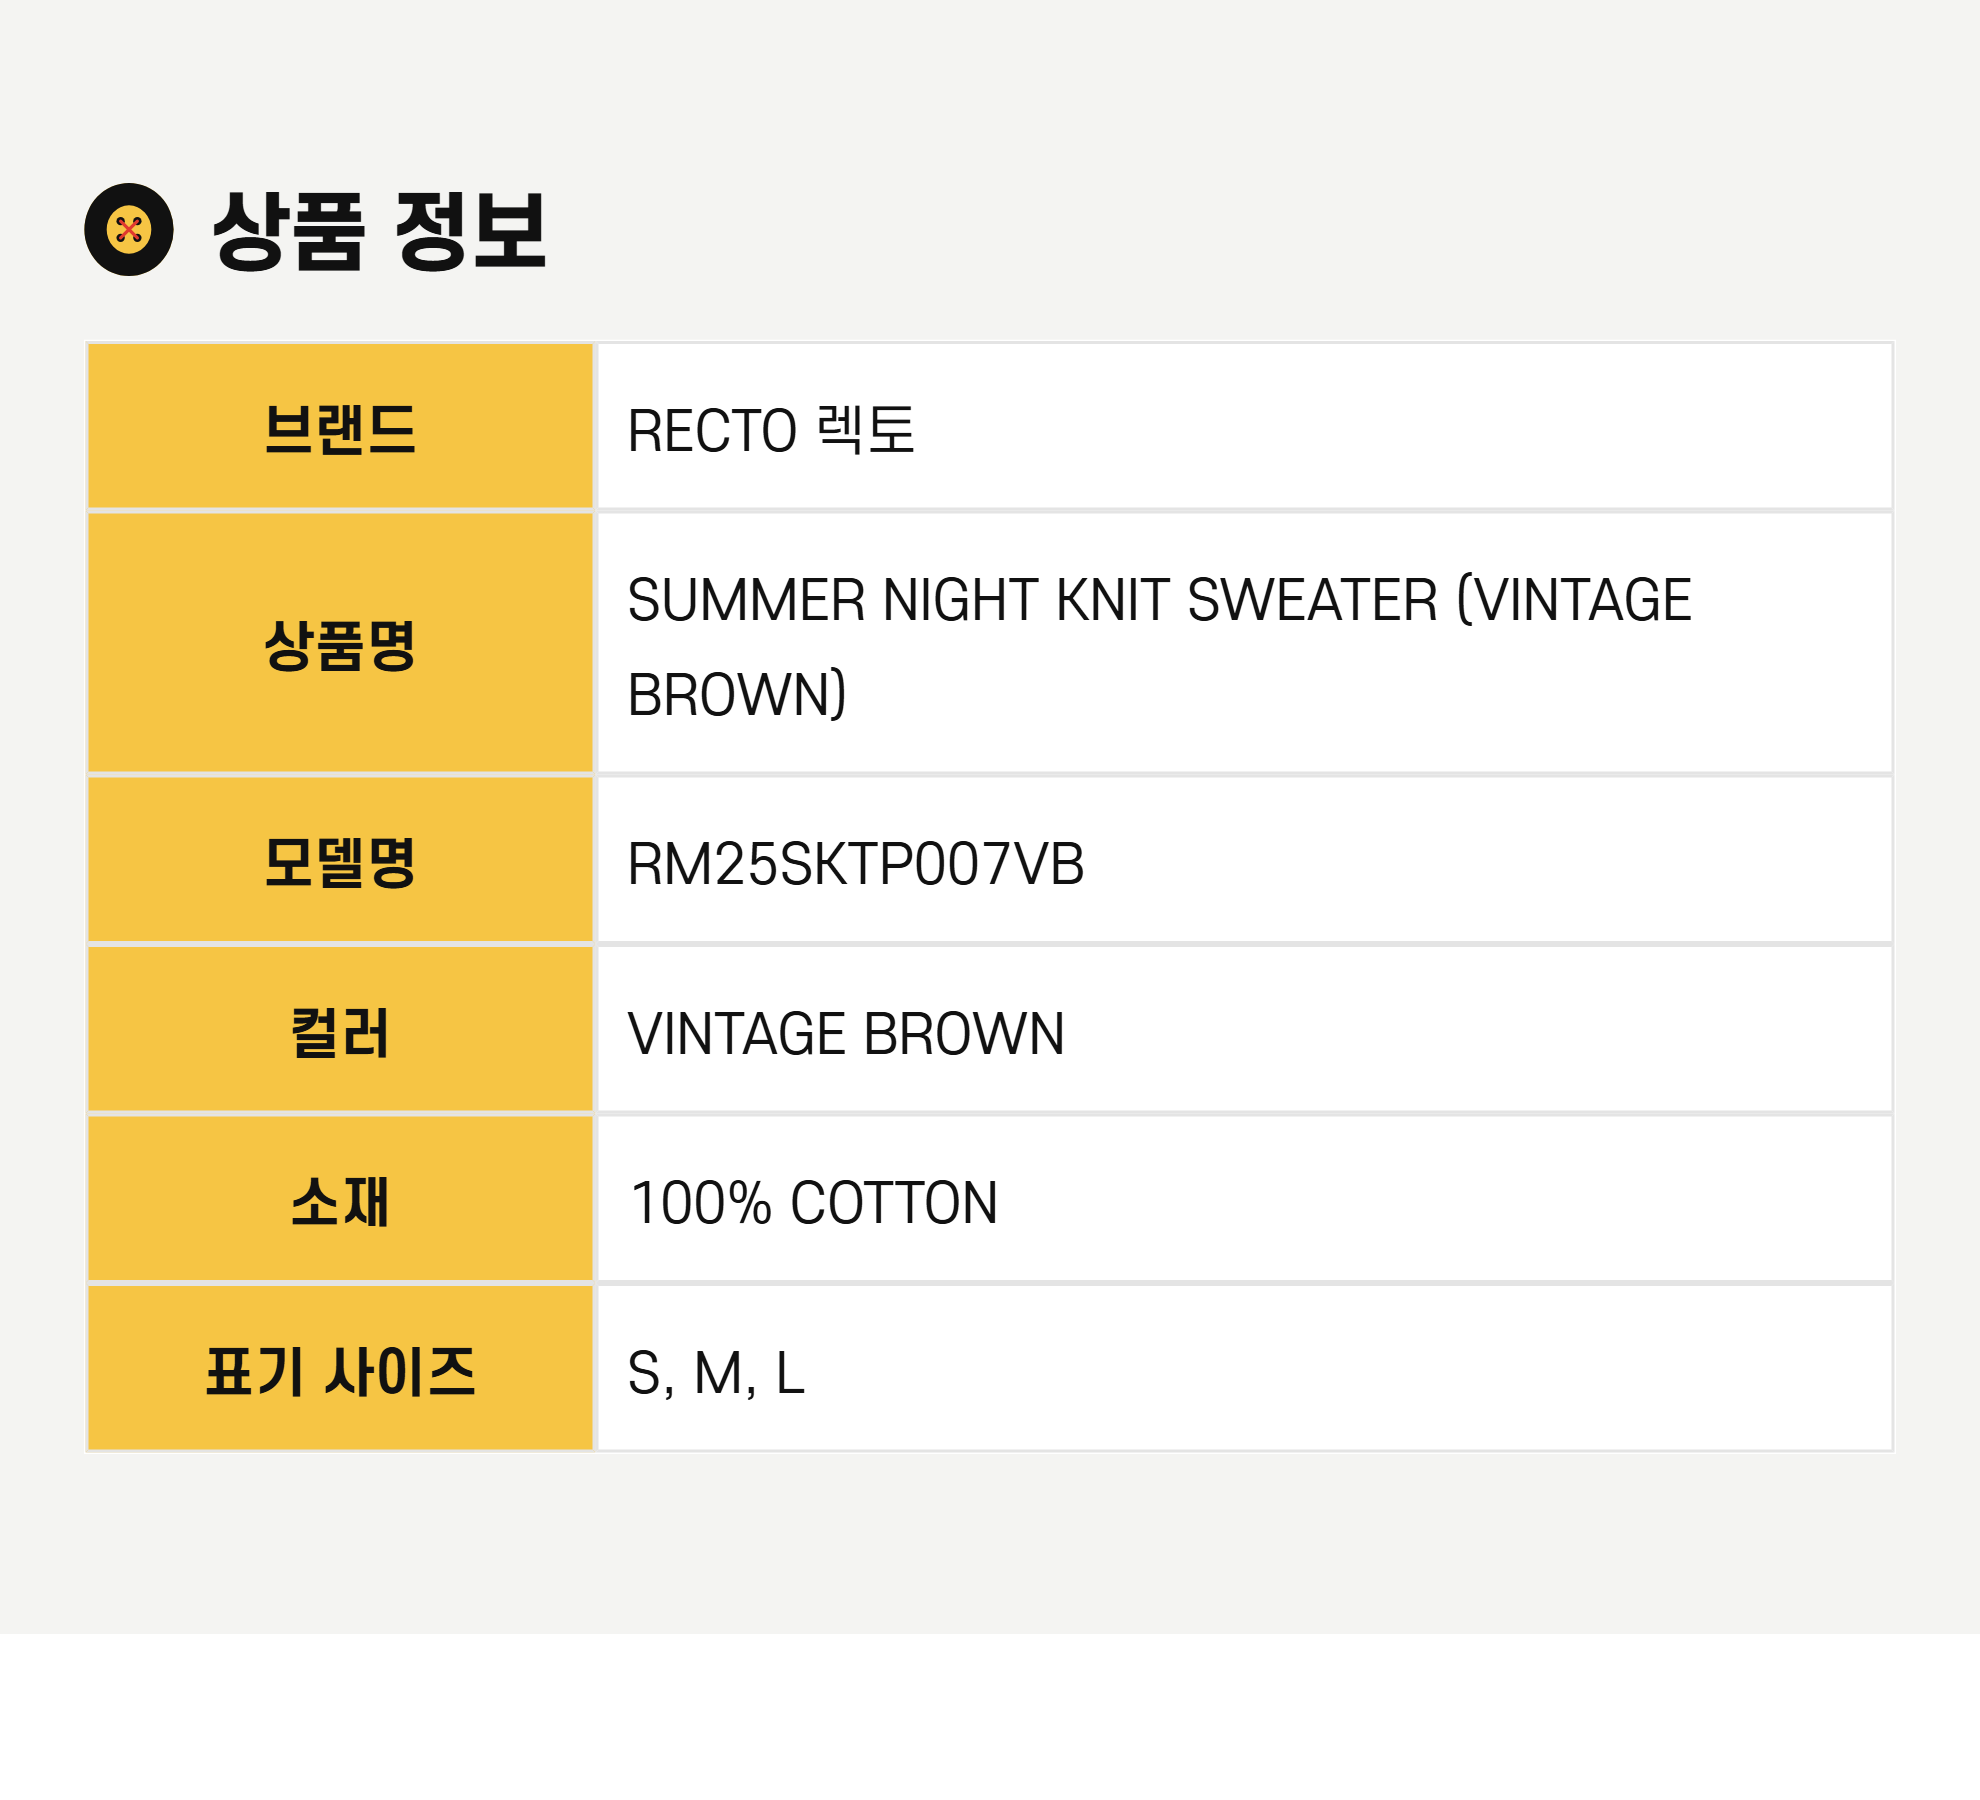 상품 정보
브랜드
RECTO 렉토
상품명
SUMMER NIGHT KNIT SWEATER (VINTAGE
BROWN)
모델명
RM25SKTP007VB
컬러
VINTAGE BROWN
소재
100% COTTON
표기 사이즈
S, M, L